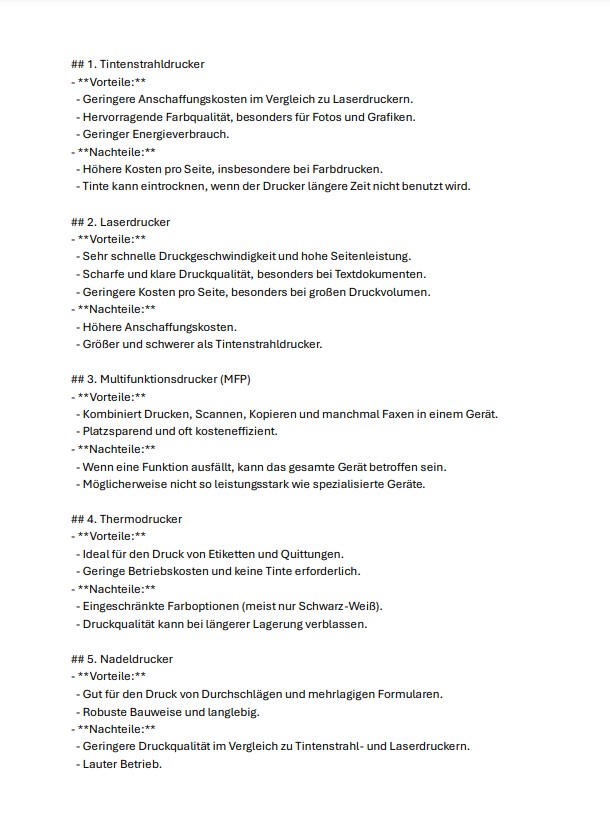 ## 1. Tintenstrahldrucker
- **Vorteile:**
- Geringere Anschaffungskosten im Vergleich zu Laserdruckern.
- Hervorragende Farbqualität, besonders für Fotos und Grafiken.
- Geringer Energieverbrauch.
- **Nachteile:**
- Höhere Kosten pro Seite, insbesondere bei Farbdrucken.
- Tinte kann eintrocknen, wenn der Drucker längere Zeit nicht benutzt wird.
## 2. Laserdrucker
- **Vorteile:**
- Sehr schnelle Druckgeschwindigkeit und hohe Seitenleistung.
- Scharfe und klare Druckqualität, besonders bei Textdokumenten.
- Geringere Kosten pro Seite, besonders bei großen Druckvolumen.
- **Nachteile:**
- Höhere Anschaffungskosten.
- Größer und schwerer als Tintenstrahldrucker.
## 3. Multifunktionsdrucker (MFP)
- **Vorteile:**
- Kombiniert Drucken, Scannen, Kopieren und manchmal Faxen in einem Gerät.
- Platzsparend und oft kosteneffizient.
- **Nachteile:**
- Wenn eine Funktion ausfällt, kann das gesamte Gerät betroffen sein.
- Möglicherweise nicht so leistungsstark wie spezialisierte Geräte.
## 4. Thermodrucker
- **Vorteile:**
- Ideal für den Druck von Etiketten und Quittungen.
- Geringe Betriebskosten und keine Tinte erforderlich.
- **Nachteile:**
- Eingeschränkte Farboptionen (meist nur Schwarz-Weiß).
- Druckqualität kann bei längerer Lagerung verblassen.
## 5. Nadeldrucker
- **Vorteile:**
- Gut für den Druck von Durchschlägen und mehrlagigen Formularen.
- Robuste Bauweise und langlebig.
- **Nachteile:**
- Geringere Druckqualität im Vergleich zu Tintenstrahl- und Laserdruckern.
- Lauter Betrieb.